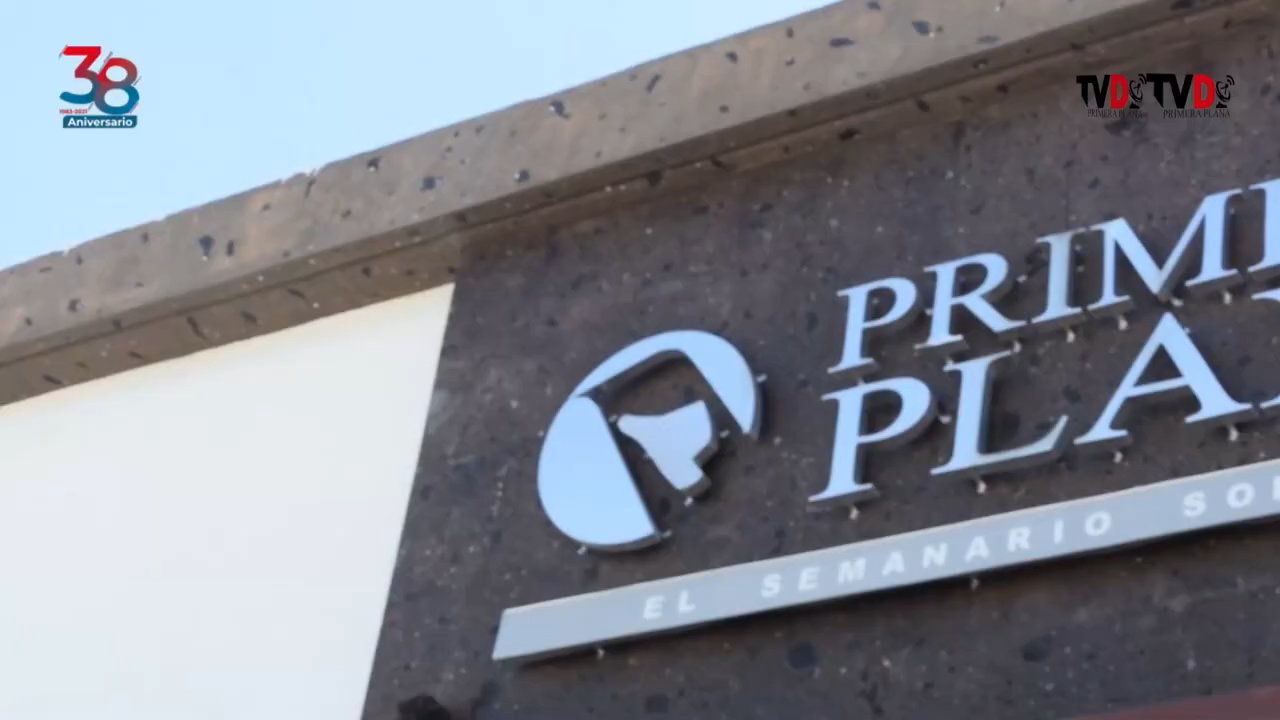 38
1983-2021
Aniversario
TVD TVD
PRIMERA PLANA PRIMERA PLANA
PRIM
PLA
EL SEMANARIO SO